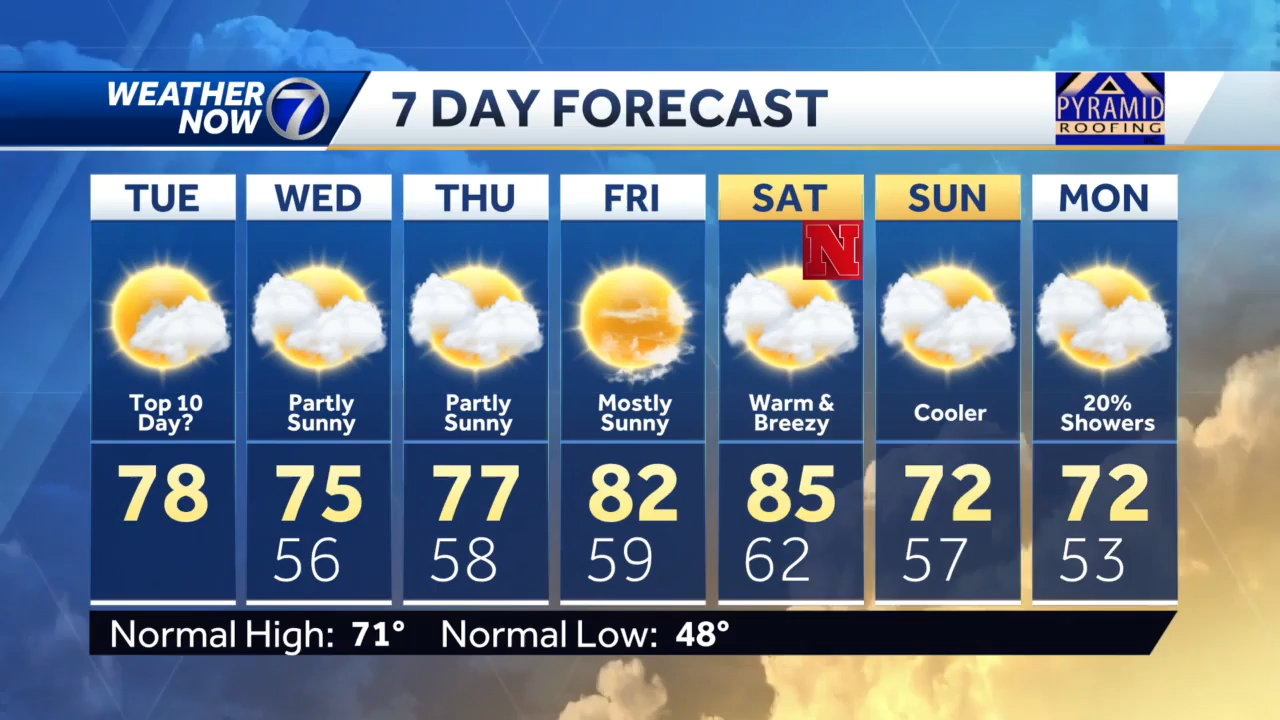 WEATHER
NOW
7
7 DAY FORECAST
PYRAMID
ROOFING
TUE
WED
THU
FRI
SAT
SUN
MON
N
Top 10
Day?
Partly
Sunny
Partly
Sunny
Mostly
Sunny
Warm &
Breezy
Cooler
20%
Showers
78
75
77
82
85
72
72
56
58
59
62
57
53
Normal High: 71° Normal Low: 48°